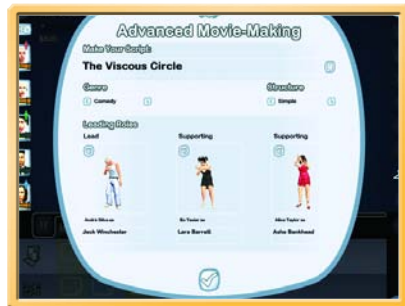 Advanced Movie-Making
Make Your Script:
The Viscous Circle
Genre
Structure
Comedy
Simple
Leading Roles
Lead
Supporting
Supporting
Jack Winchester
Lara Barrett
Asha Bankhead